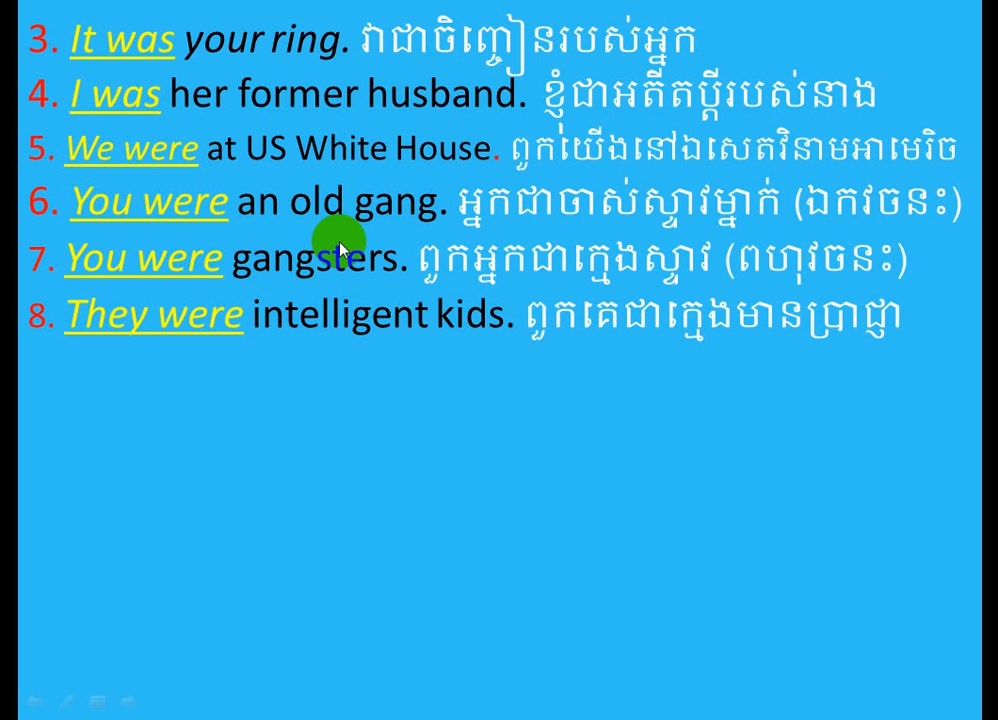 3. It was your ring. វាជាចិញ្ចៀនរបស់អ្នក
4. I was her former husband. ខ្ញុំជាអតីតប្ដីរបស់នាង
5. We were at US White House. ពួកយើងនៅឯសេតវិនាមអាមេរិច
6. You were an old gang. អ្នកជាចាស់ស្ទាវម្នាក់ (ឯកវចនះ)
7. You were gangsters. ពួកអ្នកជាក្មេងស្ទាវ (ពហុវចនះ)
8. They were intelligent kids. ពួកគេជាក្មេងមានប្រាជ្ញា